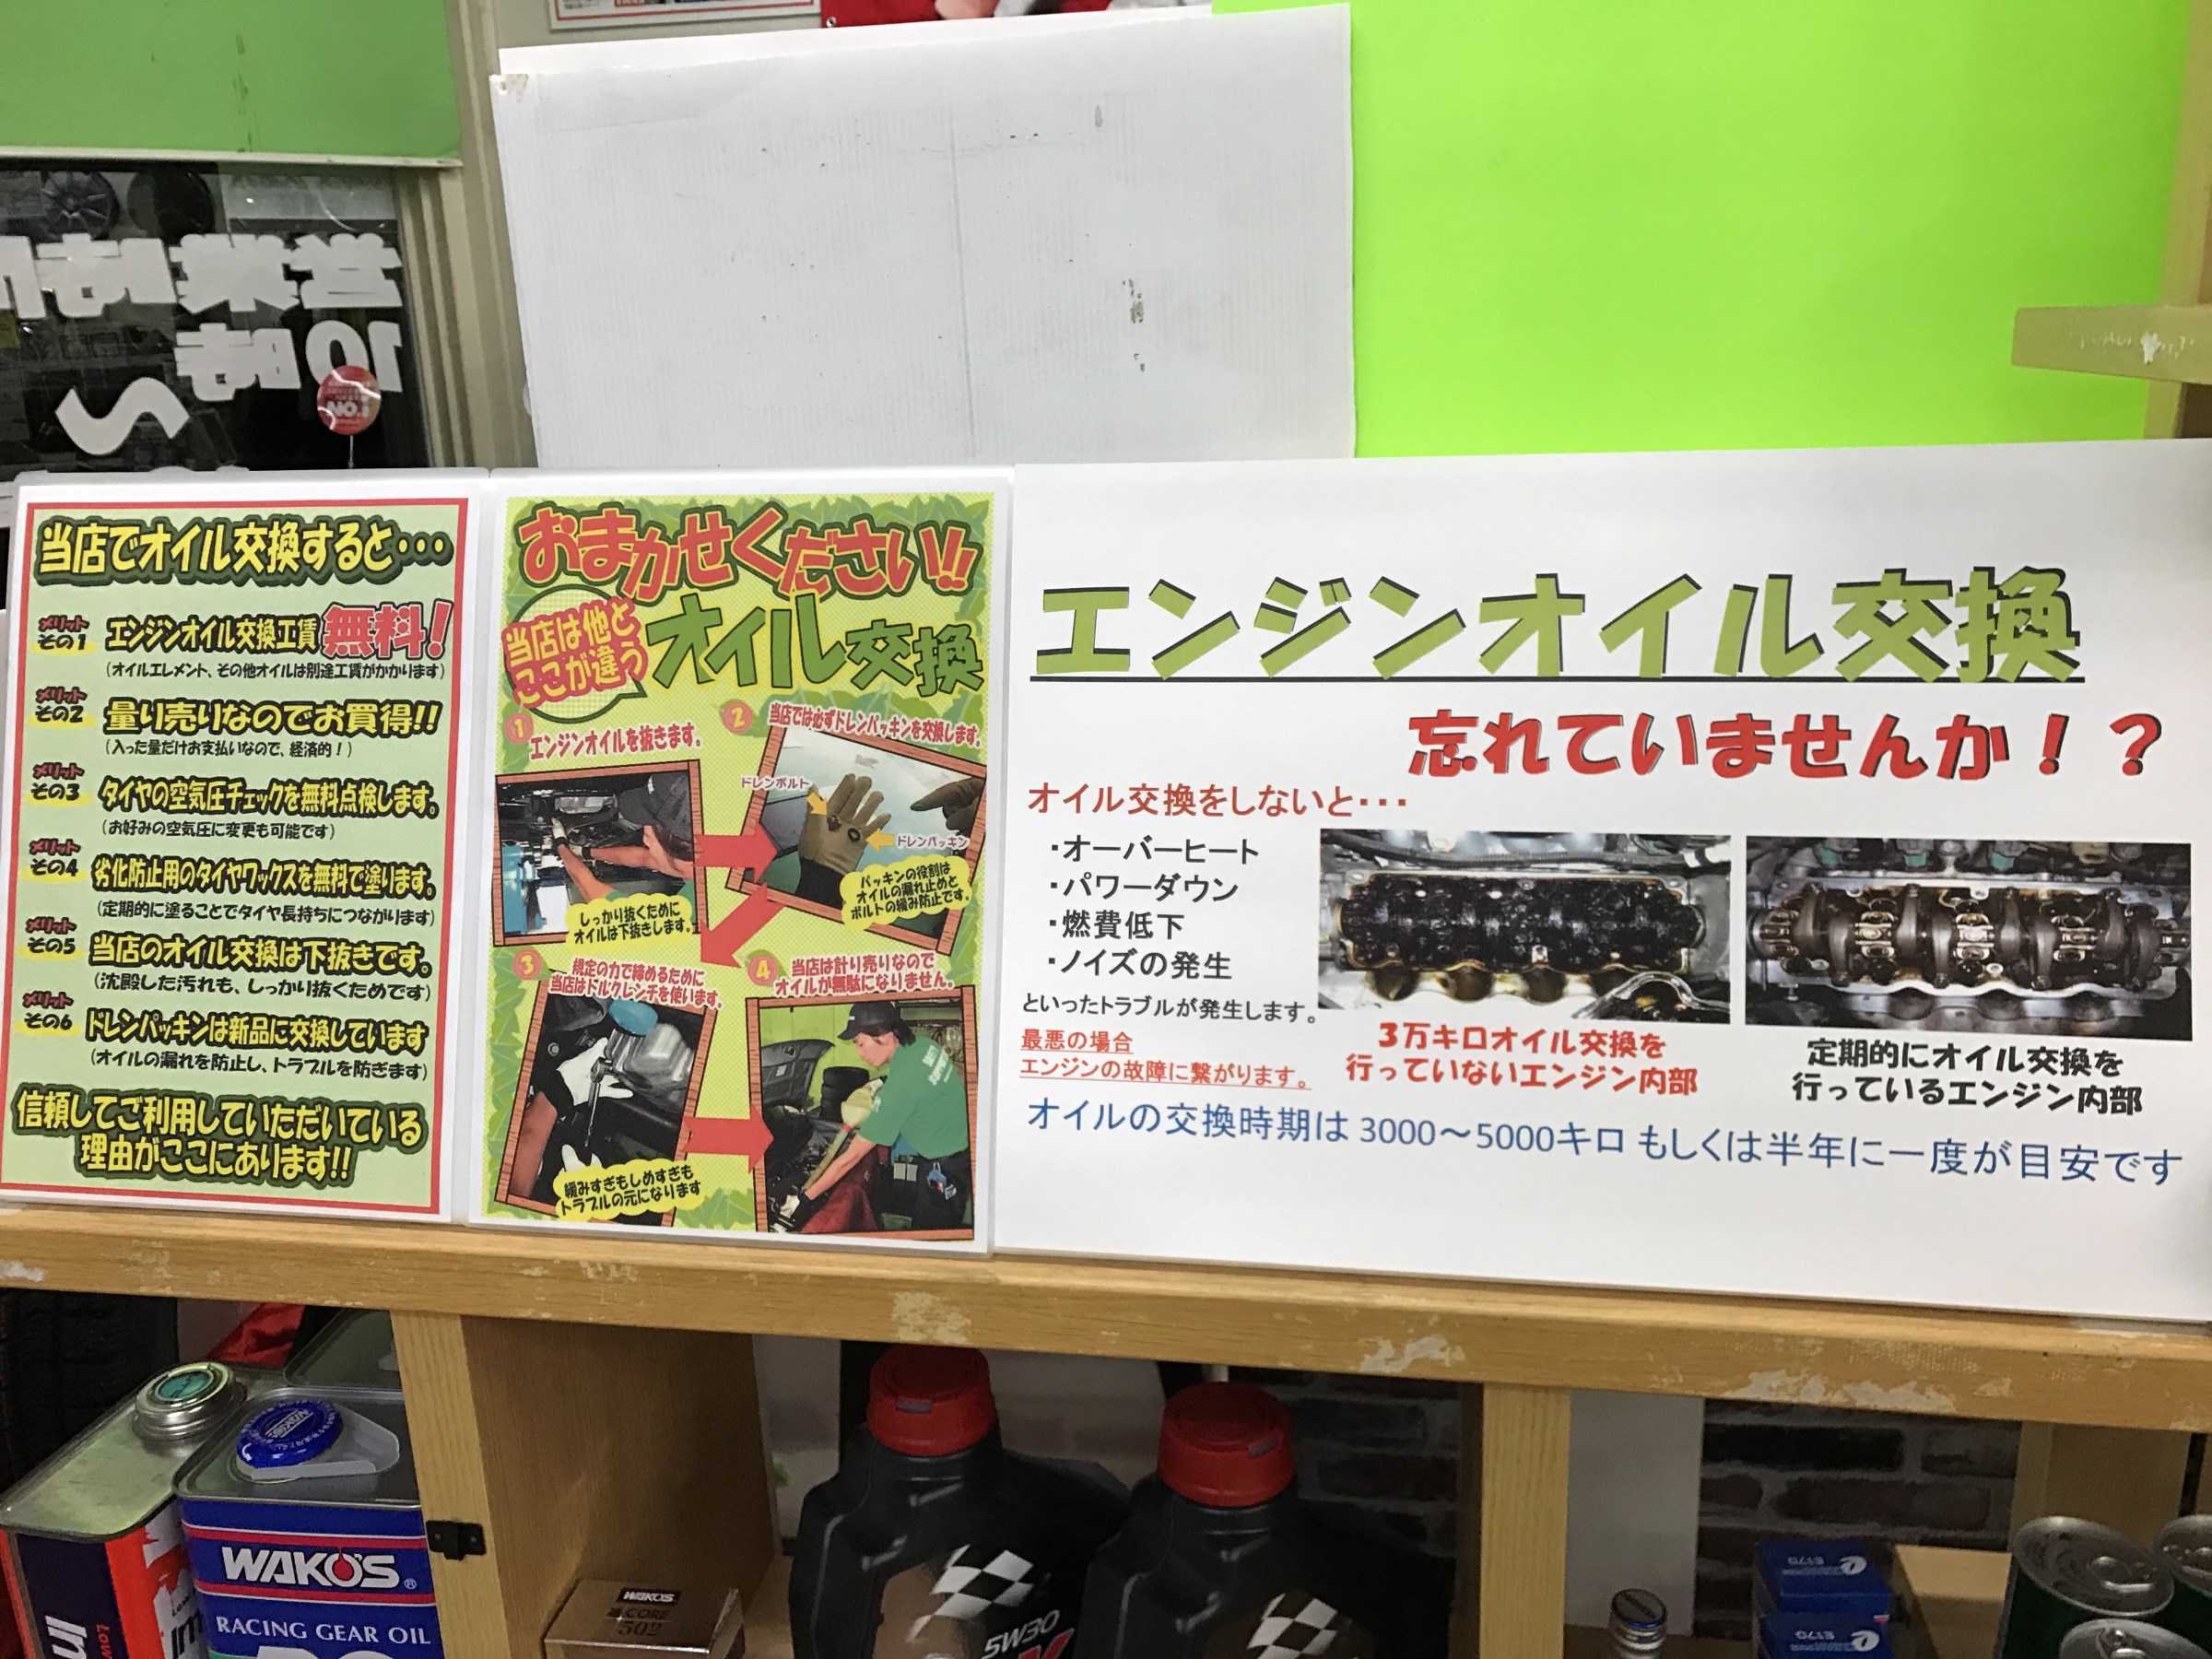 営業時間
10時
〜
NO.1
当店でオイル交換すると・・・
メリットその1 エンジンオイル交換工賃無料!
(オイルエレメント、その他オイルは別途工賃がかかります)
メリットその2 量り売りなのでお買得!!
(入った量だけお支払いなので、経済的!)
メリットその3 タイヤの空気圧チェックを無料点検します。
(お好みの空気圧に変更も可能です)
メリットその4 劣化防止用のタイヤワックスを無料で塗ります。
(定期的に塗ることでタイヤ長持ちにつながります)
メリットその5 当店のオイル交換は下抜きです。
(沈殿した汚れも、しっかり抜くためです)
メリットその6 ドレンパッキンは新品に交換しています
(オイルの漏れを防止し、トラブルを防ぎます)
信頼してご利用していただいている
理由がここにあります!!
おまかせください!!
当店は他と
ここが違う
オイル交換
1 エンジンオイルを抜きます。
しっかり抜くために
オイルは下抜きします。
2 当店では必ずドレンパッキンを交換します。
ドレンボルト
ドレンパッキン
パッキンの役割は
オイルの漏れ止めと
ボルトの緩み防止です。
3 規定の力で締めるために
当店はトルクレンチを使います。
緩みすぎもしめすぎも
トラブルの元になります
4 当店は計り売りなので
オイルが無駄になりません。
エンジンオイル交換
忘れていませんか！？
オイル交換をしないと・・・
・オーバーヒート
・パワーダウン
・燃費低下
・ノイズの発生
といったトラブルが発生します。
最悪の場合
エンジンの故障に繋がります。
3万キロオイル交換を
行っていないエンジン内部
定期的にオイル交換を
行っているエンジン内部
オイルの交換時期は 3000～5000キロ もしくは半年に一度が目安です
WAKO'S
RACING GEAR OIL
WAKO'S
CORE
502
5W30
E17G
E17G